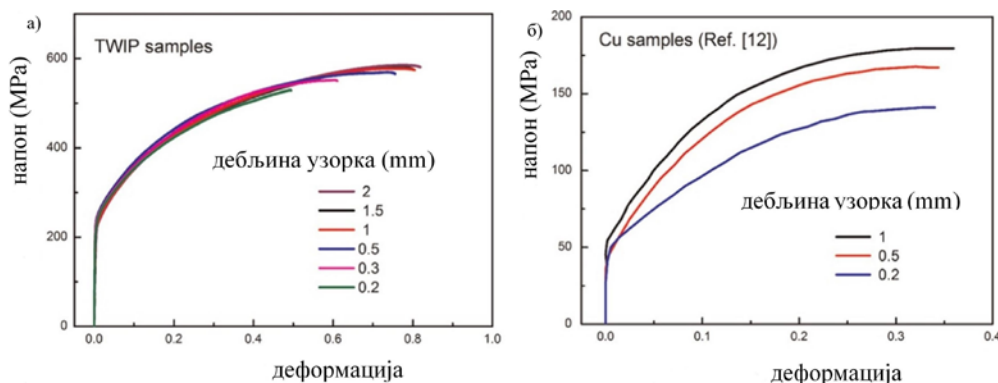 а)
TWIP samples
напон (MPa)
600
400
200
0
дебљина узорка (mm)
2
1.5
1
0.5
0.3
0.2
0.0
0.2
0.4
0.6
0.8
1.0
деформација
б)
Cu samples (Ref. [12])
напон (MPa)
200
150
100
50
0
дебљина узорка (mm)
1
0.5
0.2
0.0
0.1
0.2
0.3
0.4
деформација